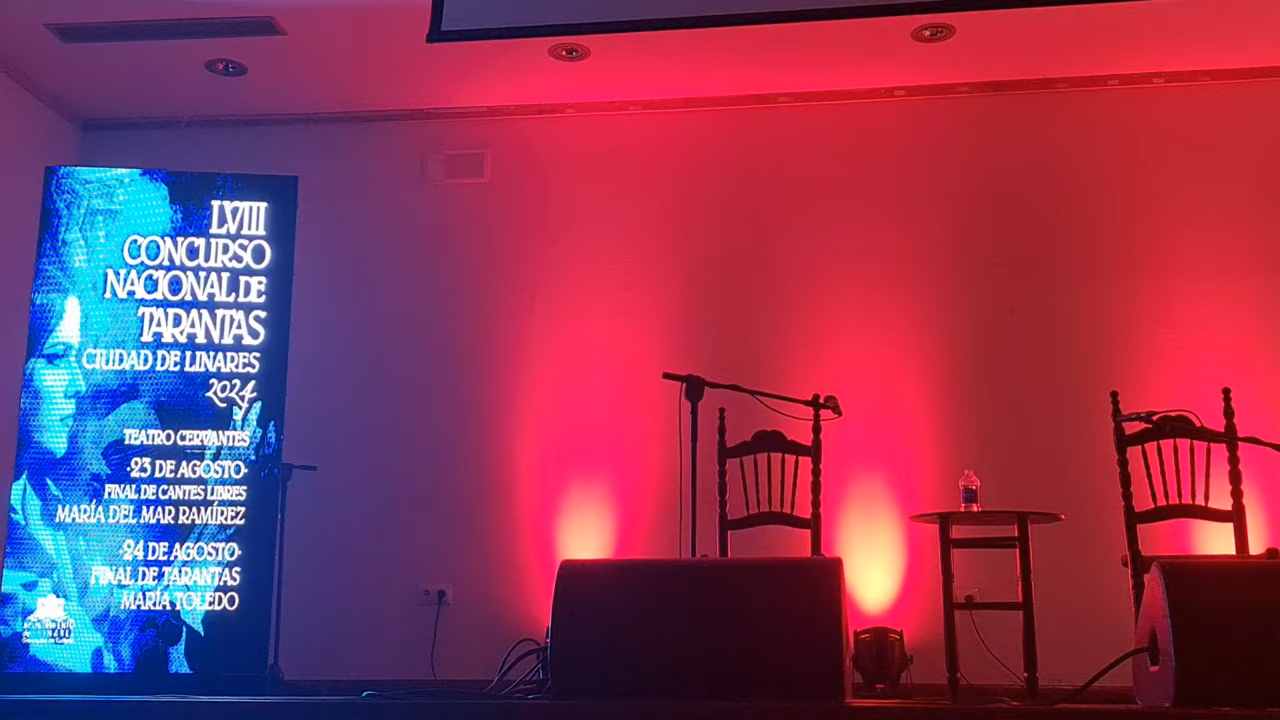 LVIII
CONCURSO
NACIONAL DE
TARANTAS
CIUDAD DE LINARES
2024
TEATRO CERVANTES
·23 DE AGOSTO·
FINAL DE CANTES LIBRES
MARÍA DEL MAR RAMÍREZ
·24 DE AGOSTO·
FINAL DE TARANTAS
MARÍA TOLEDO